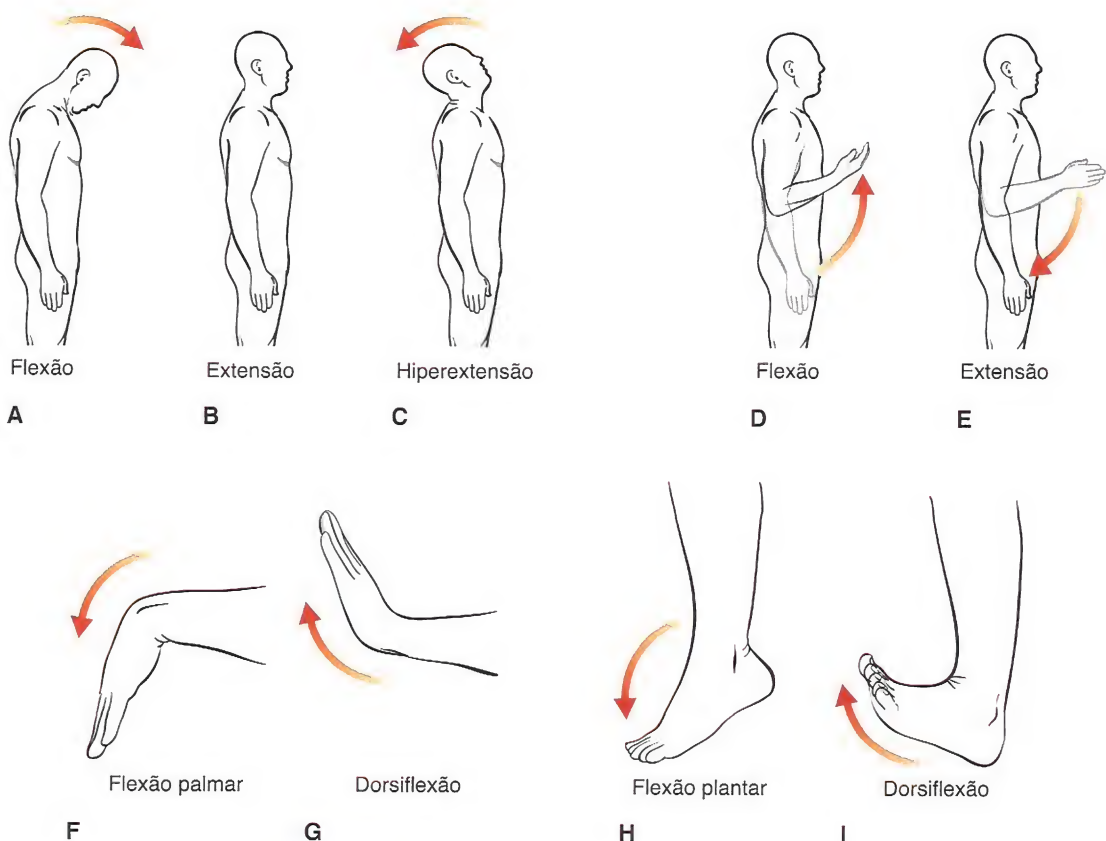 Flexão
Extensão
Hiperextensão
Flexão
Extensão
A
B
C
D
E
Flexão palmar
Dorsiflexão
Flexão plantar
Dorsiflexão
F
G
H
I